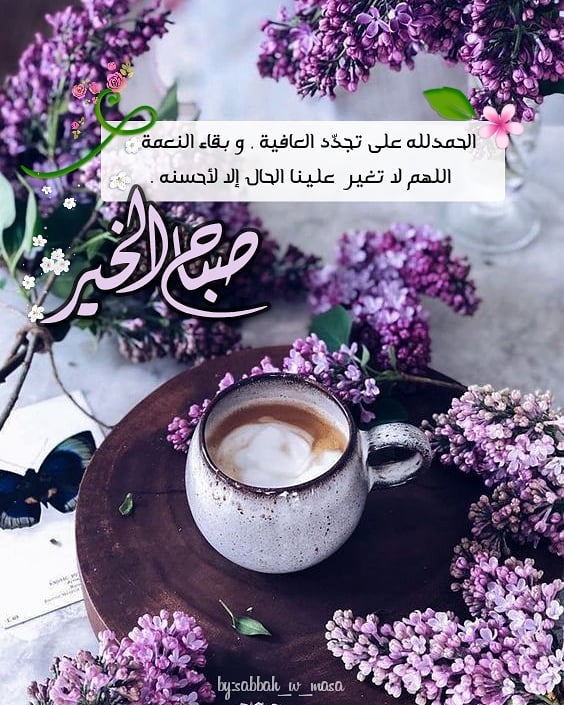 الحمدلله على تجدّد العافية . و بقاء النعمة
اللهم لا تغير علينا الحال إلا لأحسنه .
صباح الخير
by:sabbah_w_masa